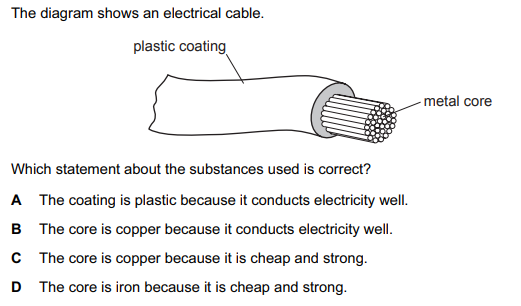 The diagram shows an electrical cable.
plastic coating
metal core
Which statement about the substances used is correct?
A The coating is plastic because it conducts electricity well.
B The core is copper because it conducts electricity well.
C The core is copper because it is cheap and strong.
D The core is iron because it is cheap and strong.